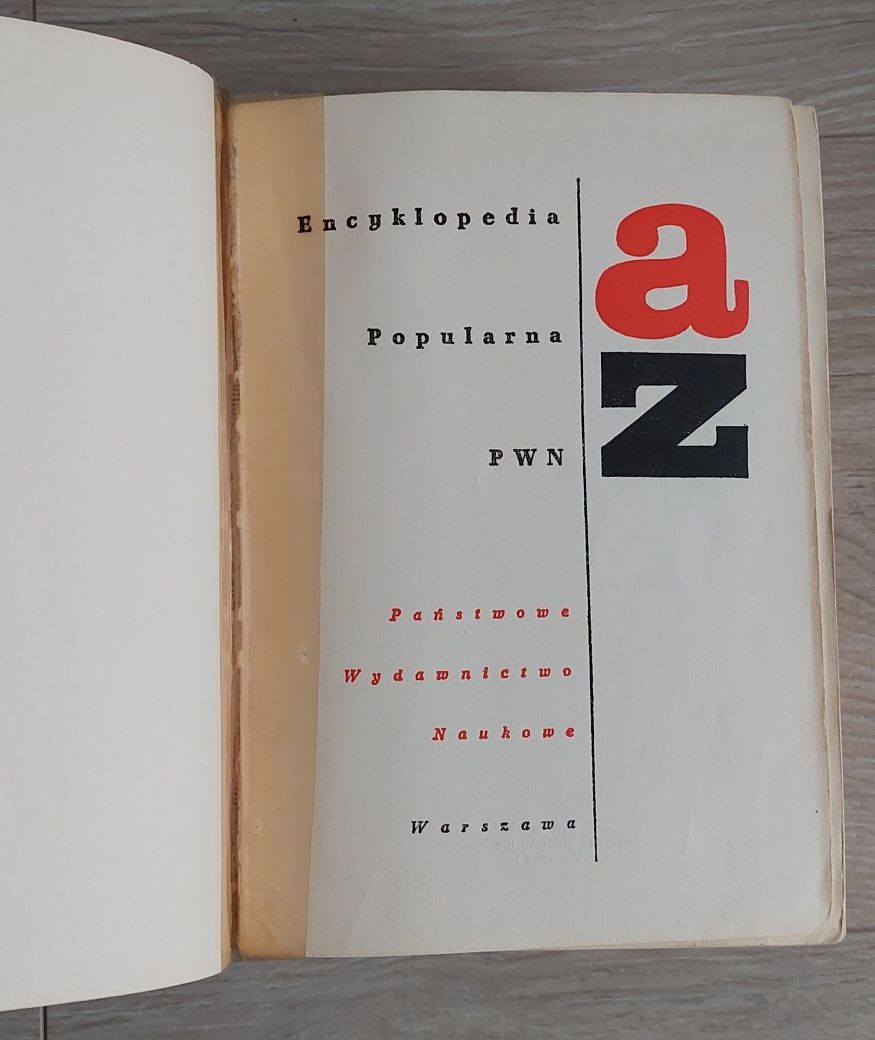 Encyklopedia
Popularna
PWN
a
z
Państwowe
Wydawnictwo
Naukowe
Warszawa